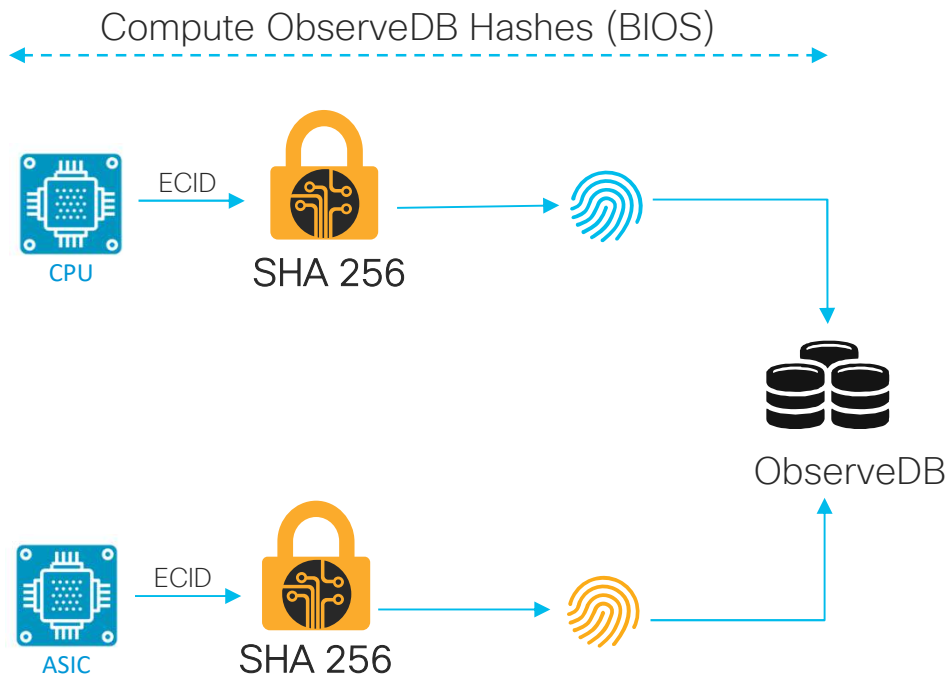 Compute ObserveDB Hashes (BIOS)
ECID
CPU
SHA 256
ObserveDB
ECID
ASIC
SHA 256